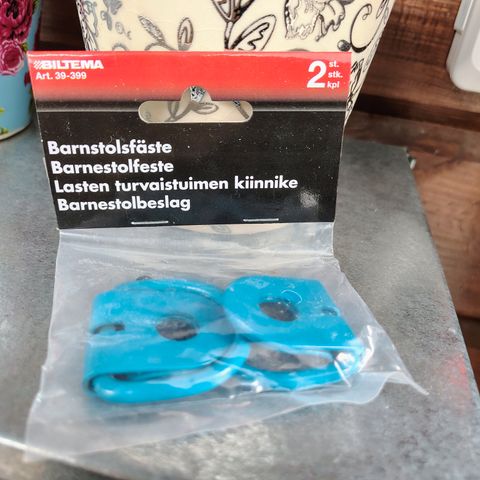 BILTEMA
Art. 39-399
2 st.
stk.
kpl
Barnstolsfäste
Barnestolfeste
Lasten turvaistuimen kiinnike
Barnestolbeslag